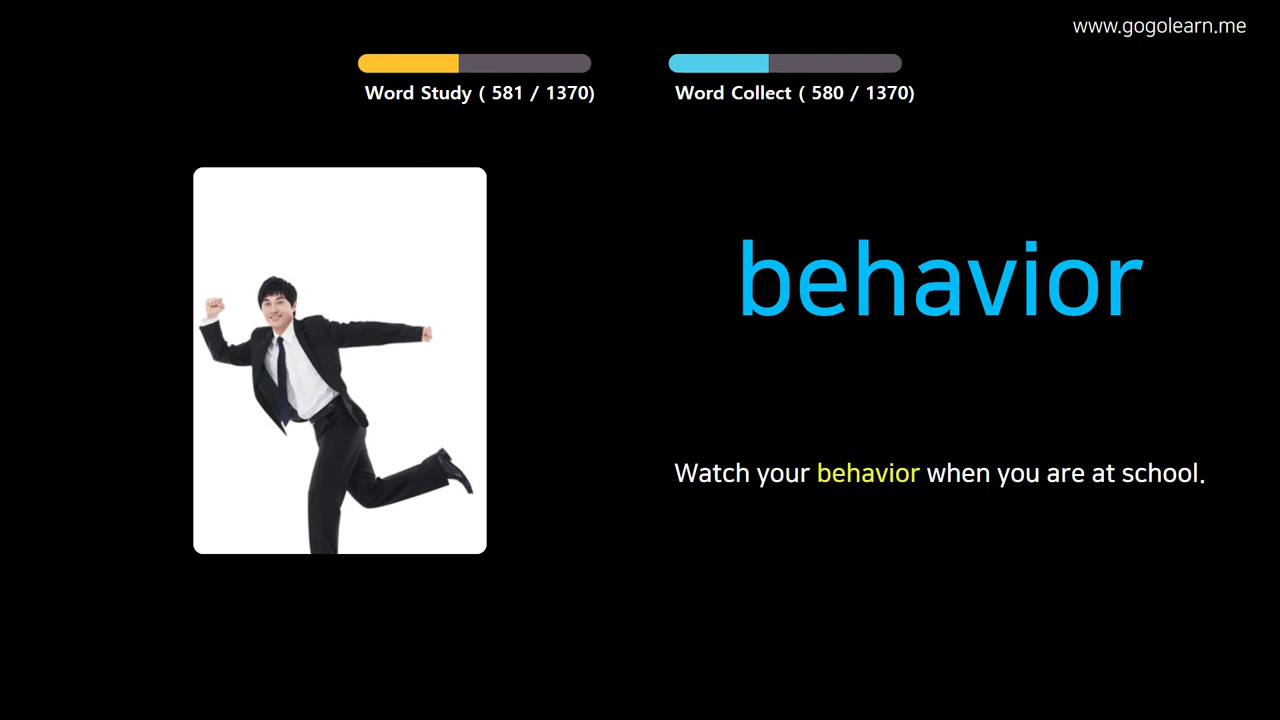 www.gogolearn.me
Word Study ( 581 / 1370)
Word Collect ( 580 / 1370)
behavior
Watch your behavior when you are at school.